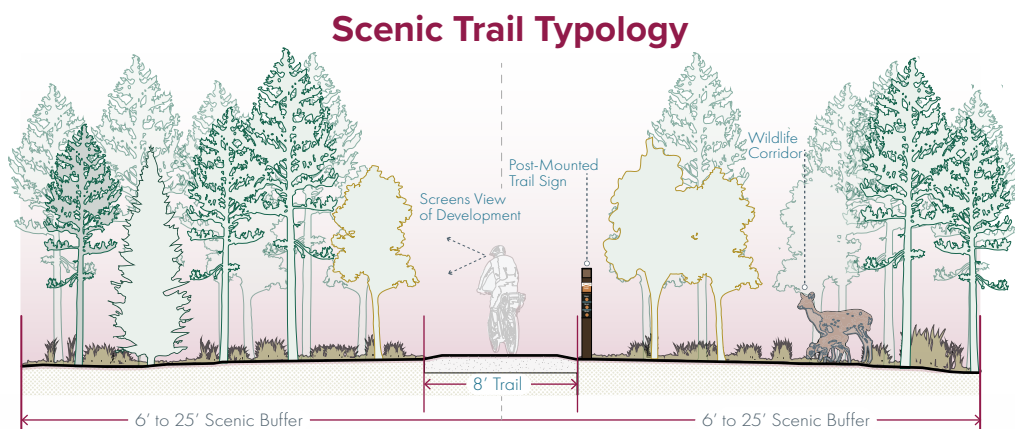 Scenic Trail Typology
Post-Mounted
Trail Sign
Wildlife
Corridor
Screens View
of Development
8’ Trail
6’ to 25’ Scenic Buffer
6’ to 25’ Scenic Buffer